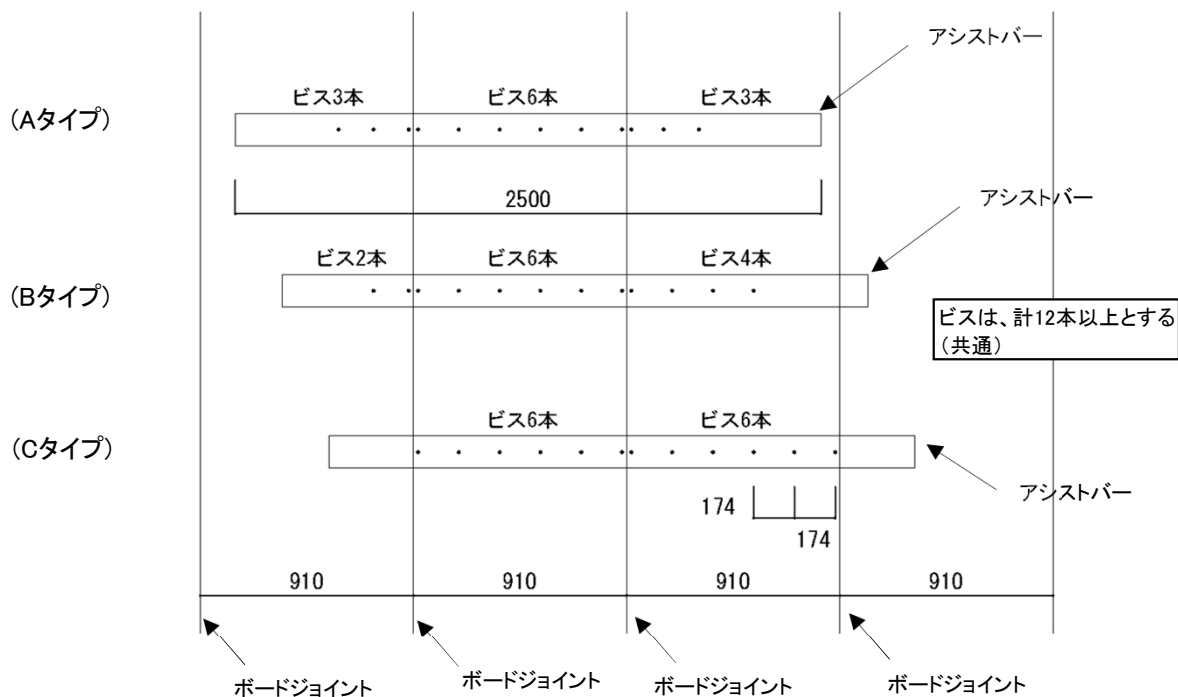 アシストバー
(Aタイプ)
ビス3本
ビス6本
ビス3本
2500
アシストバー
(Bタイプ)
ビス2本
ビス6本
ビス4本
ビスは、計12本以上とする
(共通)
(Cタイプ)
ビス6本
ビス6本
アシストバー
174
174
910
910
910
910
ボードジョイント
ボードジョイント
ボードジョイント
ボードジョイント